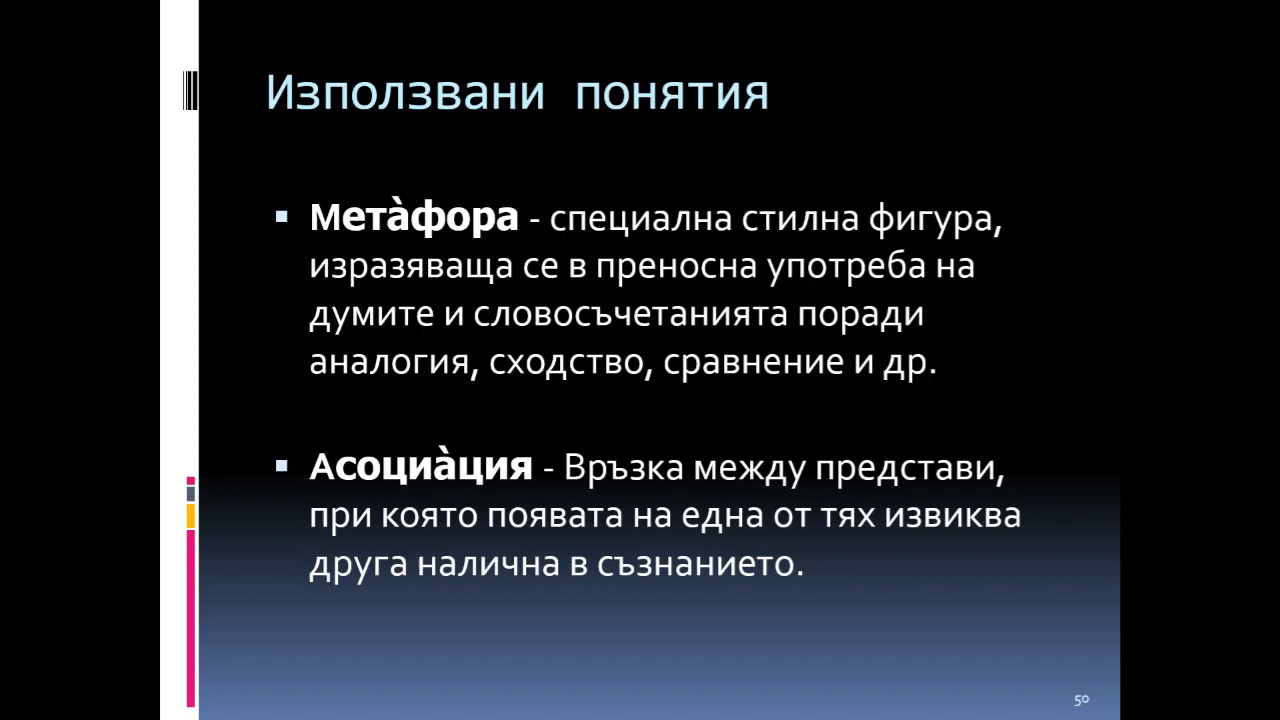 Използвани понятия
Мета̀фора - специална стилна фигура,
изразяваща се в преносна употреба на
думите и словосъчетанията поради
аналогия, сходство, сравнение и др.
Асоциа̀ция - Връзка между представи,
при която появата на една от тях извиква
друга налична в съзнанието.
50